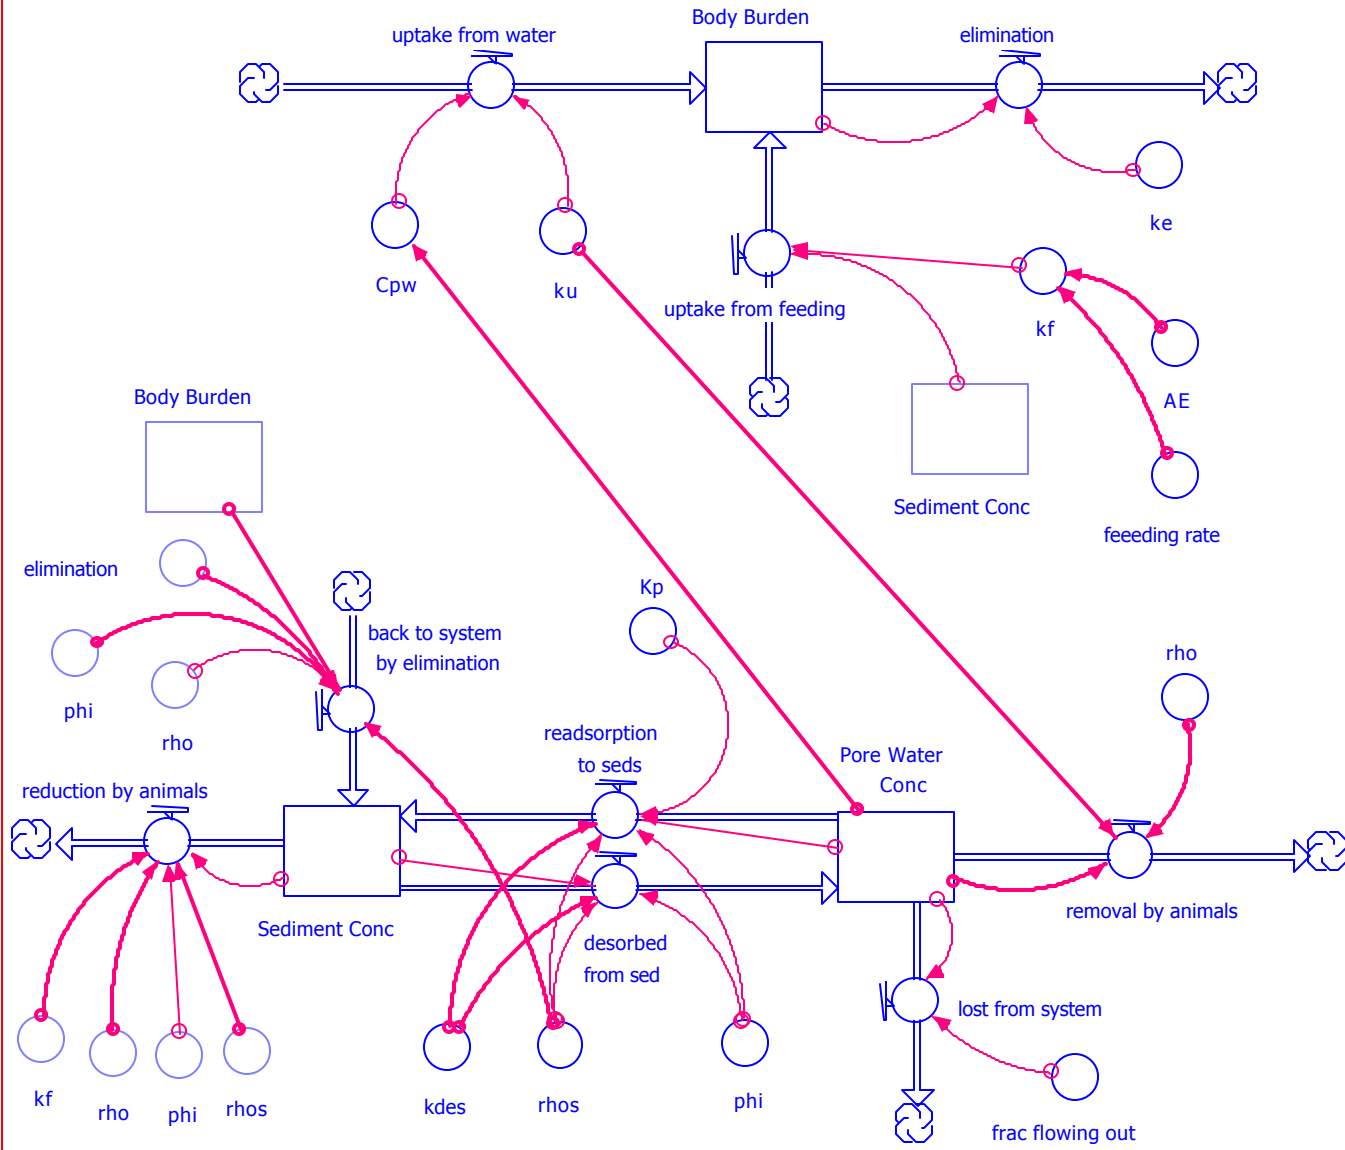 Body Burden
uptake from water
elimination
ke
Cpw
ku
uptake from feeding
kf
AE
Body Burden
Sediment Conc
feeeding rate
elimination
Kp
back to system
by elimination
rho
phi
rho
readsorption
to seds
Pore Water
Conc
reduction by animals
removal by animals
Sediment Conc
desorbed
from sed
lost from system
kf
rho
phi
rhos
kdes
rhos
phi
frac flowing out